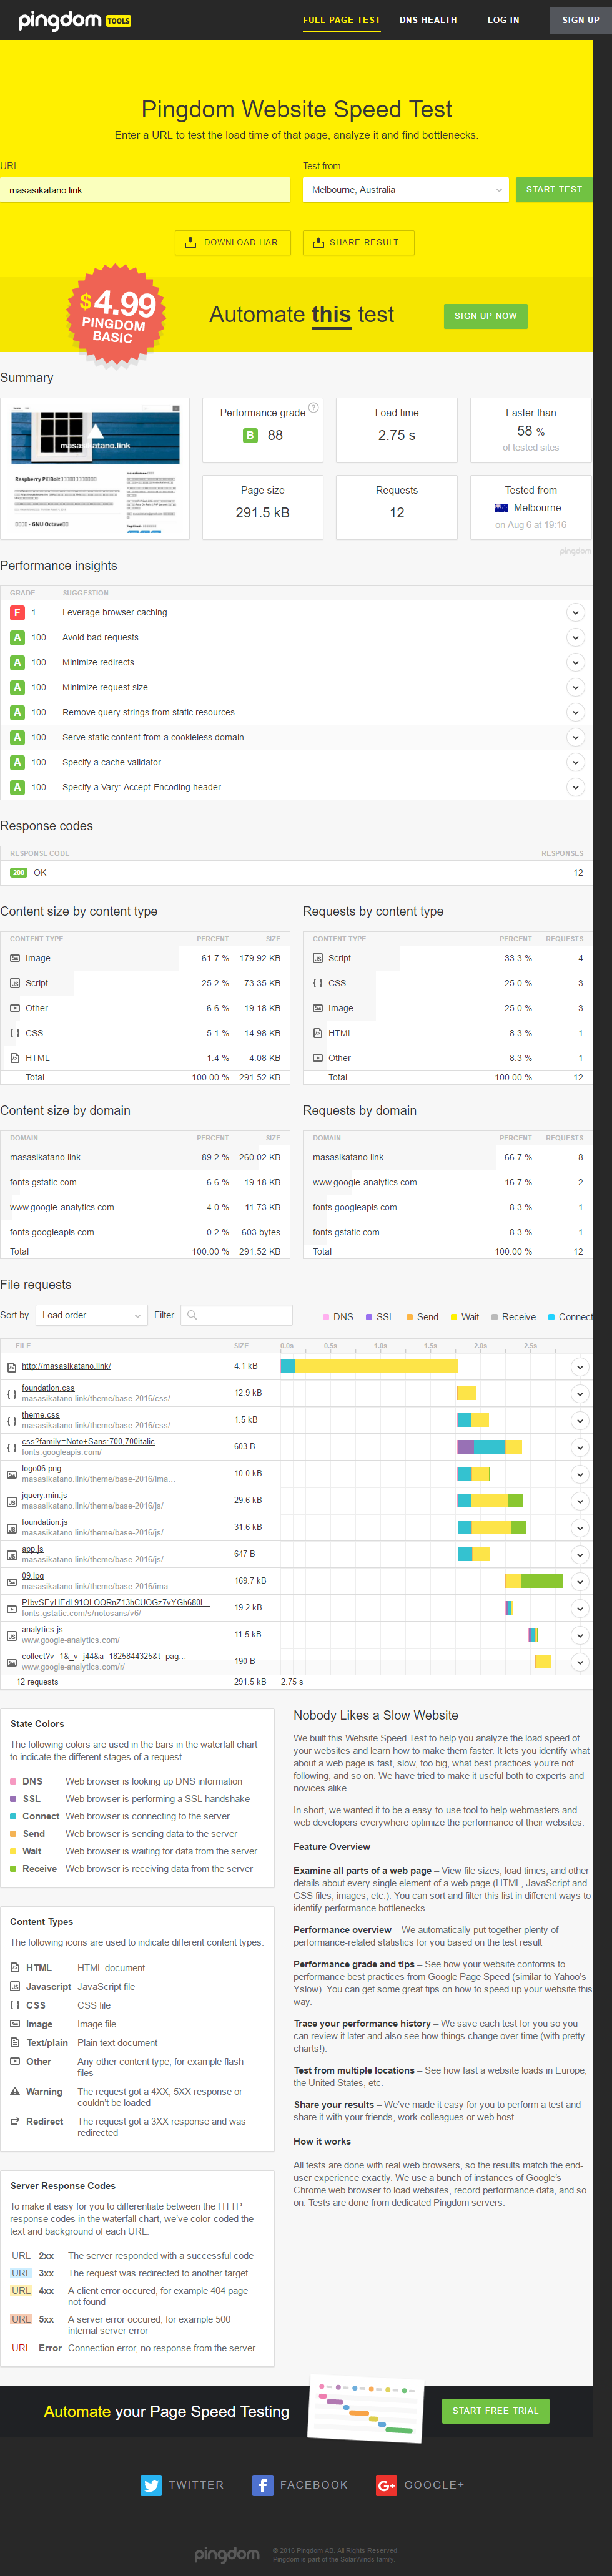 pingdom TOOLS
FULL PAGE TEST DNS HEALTH LOG IN SIGN UP
Pingdom Website Speed Test
Enter a URL to test the load time of that page, analyze it and find bottlenecks.
URL Test from
masasikatano.link Melbourne, Australia START TEST
DOWNLOAD HAR SHARE RESULT
$4.99
PINGDOM
BASIC
Automate this test SIGN UP NOW
Summary
masasikatano.link
Performance grade ?
B 88
Load time
2.75 s
Faster than
58 %
of tested sites
Page size
291.5 kB
Requests
12
Tested from
Melbourne
on Aug 6 at 19:16
pingdom
Performance insights
GRADE SUGGESTION
F 1 Leverage browser caching
A 100 Avoid bad requests
A 100 Minimize redirects
A 100 Minimize request size
A 100 Remove query strings from static resources
A 100 Serve static content from a cookieless domain
A 100 Specify a cache validator
A 100 Specify a Vary: Accept-Encoding header
Response codes
RESPONSE CODE RESPONSES
200 OK 12
Content size by content type
CONTENT TYPE PERCENT SIZE
Image 61.7 % 179.92 KB
JS Script 25.2 % 73.35 KB
Other 6.6 % 19.18 KB
{ } CSS 5.1 % 14.98 KB
HTML 1.4 % 4.08 KB
Total 100.00 % 291.52 KB
Requests by content type
CONTENT TYPE PERCENT REQUESTS
JS Script 33.3 % 4
{ } CSS 25.0 % 3
Image 25.0 % 3
HTML 8.3 % 1
Other 8.3 % 1
Total 100.00 % 12
Content size by domain
DOMAIN PERCENT SIZE
masasikatano.link 89.2 % 260.02 KB
fonts.gstatic.com 6.6 % 19.18 KB
www.google-analytics.com 4.0 % 11.73 KB
fonts.googleapis.com 0.2 % 603 bytes
Total 100.00 % 291.52 KB
Requests by domain
DOMAIN PERCENT REQUESTS
masasikatano.link 66.7 % 8
www.google-analytics.com 16.7 % 2
fonts.googleapis.com 8.3 % 1
fonts.gstatic.com 8.3 % 1
Total 100.00 % 12
File requests
Sort by Load order Filter DNS SSL Send Wait Receive Connect
FILE SIZE 0.0s 0.5s 1.0s 1.5s 2.0s 2.5s
http://masasikatano.link/ 4.1 kB
{ } foundation.css 12.9 kB
masasikatano.link/theme/base-2016/css/
{ } theme.css 1.5 kB
masasikatano.link/theme/base-2016/css/
{ } css?family=Noto+Sans:700,700italic 603 B
fonts.googleapis.com/
logo06.png 10.0 kB
masasikatano.link/theme/base-2016/ima...
JS jquery.min.js 29.6 kB
masasikatano.link/theme/base-2016/js/
JS foundation.js 31.6 kB
masasikatano.link/theme/base-2016/js/
JS app.js 647 B
masasikatano.link/theme/base-2016/js/
09.jpg 169.7 kB
masasikatano.link/theme/base-2016/ima...
19.2 kB
fonts.gstatic.com/s/notosans/v6/
JS analytics.js 11.5 kB
www.google-analytics.com/
collect?v=1&_v=j44&a=1825844325&t=pag... 190 B
www.google-analytics.com/r/
12 requests 291.5 kB 2.75 s
State Colors
The following colors are used in the bars in the waterfall chart
to indicate the different stages of a request.
DNS Web browser is looking up DNS information
SSL Web browser is performing a SSL handshake
Connect Web browser is connecting to the server
Send Web browser is sending data to the server
Wait Web browser is waiting for data from the server
Receive Web browser is receiving data from the server
Content Types
The following icons are used to indicate different content types.
HTML HTML document
JS Javascript JavaScript file
{ } CSS CSS file
Image Image file
Text/plain Plain text document
Other Any other content type, for example flash
files
Warning The request got a 4XX, 5XX response or
couldn't be loaded
Redirect The request got a 3XX response and was
redirected
Server Response Codes
To make it easy for you to differentiate between the HTTP
response codes in the waterfall chart, we've color-coded the
text and background of each URL.
URL 2xx The server responded with a successful code
URL 3xx The request was redirected to another target
URL 4xx A client error occured, for example 404 page
not found
URL 5xx A server error occured, for example 500
internal server error
URL Error Connection error, no response from the server
Nobody Likes a Slow Website
We built this Website Speed Test to help you analyze the load speed of
your websites and learn how to make them faster. It lets you identify what
about a web page is fast, slow, too big, what best practices you're not
following, and so on. We have tried to make it useful both to experts and
novices alike.
In short, we wanted it to be a easy-to-use tool to help webmasters and
web developers everywhere optimize the performance of their websites.
Feature Overview
Examine all parts of a web page – View file sizes, load times, and other
details about every single element of a web page (HTML, JavaScript and
CSS files, images, etc.). You can sort and filter this list in different ways to
identify performance bottlenecks.
Performance overview – We automatically put together plenty of
performance-related statistics for you based on the test result
Performance grade and tips – See how your website conforms to
performance best practices from Google Page Speed (similar to Yahoo's
Yslow). You can get some great tips on how to speed up your website this
way.
Trace your performance history – We save each test for you so you
can review it later and also see how things change over time (with pretty
charts!).
Test from multiple locations – See how fast a website loads in Europe,
the United States, etc.
Share your results – We've made it easy for you to perform a test and
share it with your friends, work colleagues or web host.
How it works
All tests are done with real web browsers, so the results match the end-
user experience exactly. We use a bunch of instances of Google's
Chrome web browser to load websites, record performance data, and so
on. Tests are done from dedicated Pingdom servers.
Automate your Page Speed Testing START FREE TRIAL
TWITTER FACEBOOK GOOGLE+
pingdom © 2016 Pingdom AB. All Rights Reserved.
Pingdom is part of the SolarWinds family.